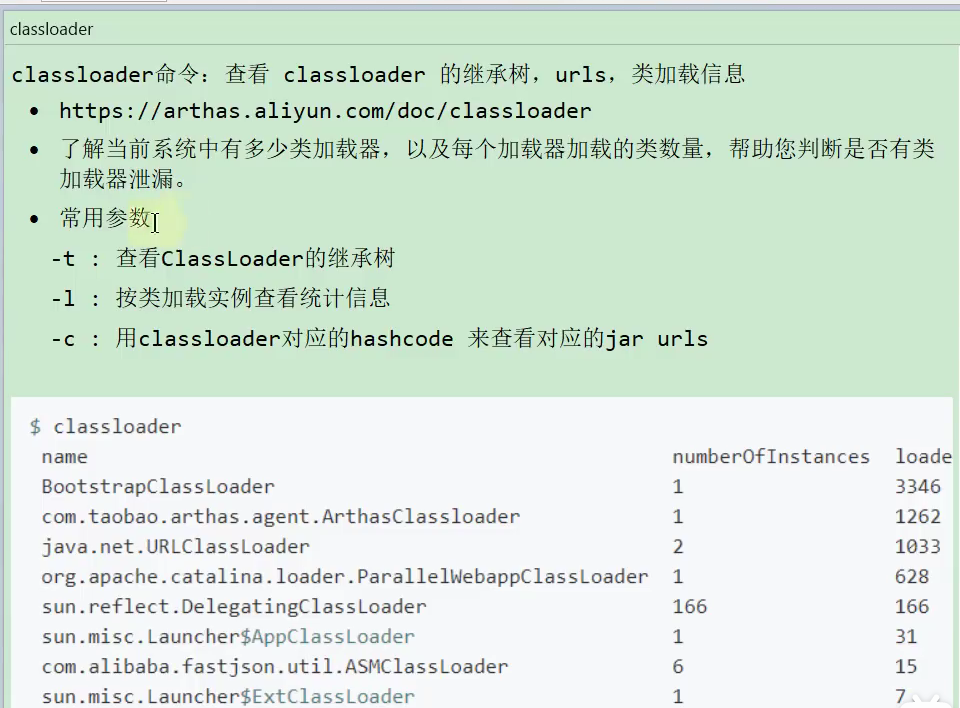 classloader
classloader命令：查看 classloader 的继承树，urls，类加载信息
• https://arthas.aliyun.com/doc/classloader
• 了解当前系统中有多少类加载器，以及每个加载器加载的类数量，帮助您判断是否有类
加载器泄漏。
• 常用参数
-t : 查看ClassLoader的继承树
-l : 按类加载实例查看统计信息
-c : 用classloader对应的hashcode 来查看对应的jar urls
$ classloader
name numberOfInstances loade
BootstrapClassLoader 1 3346
com.taobao.arthas.agent.ArthasClassloader 1 1262
java.net.URLClassLoader 2 1033
org.apache.catalina.loader.ParallelWebappClassLoader 1 628
sun.reflect.DelegatingClassLoader 166 166
sun.misc.Launcher$AppClassLoader 1 31
com.alibaba.fastjson.util.ASMClassLoader 6 15
sun.misc.Launcher$ExtClassLoader 1 7